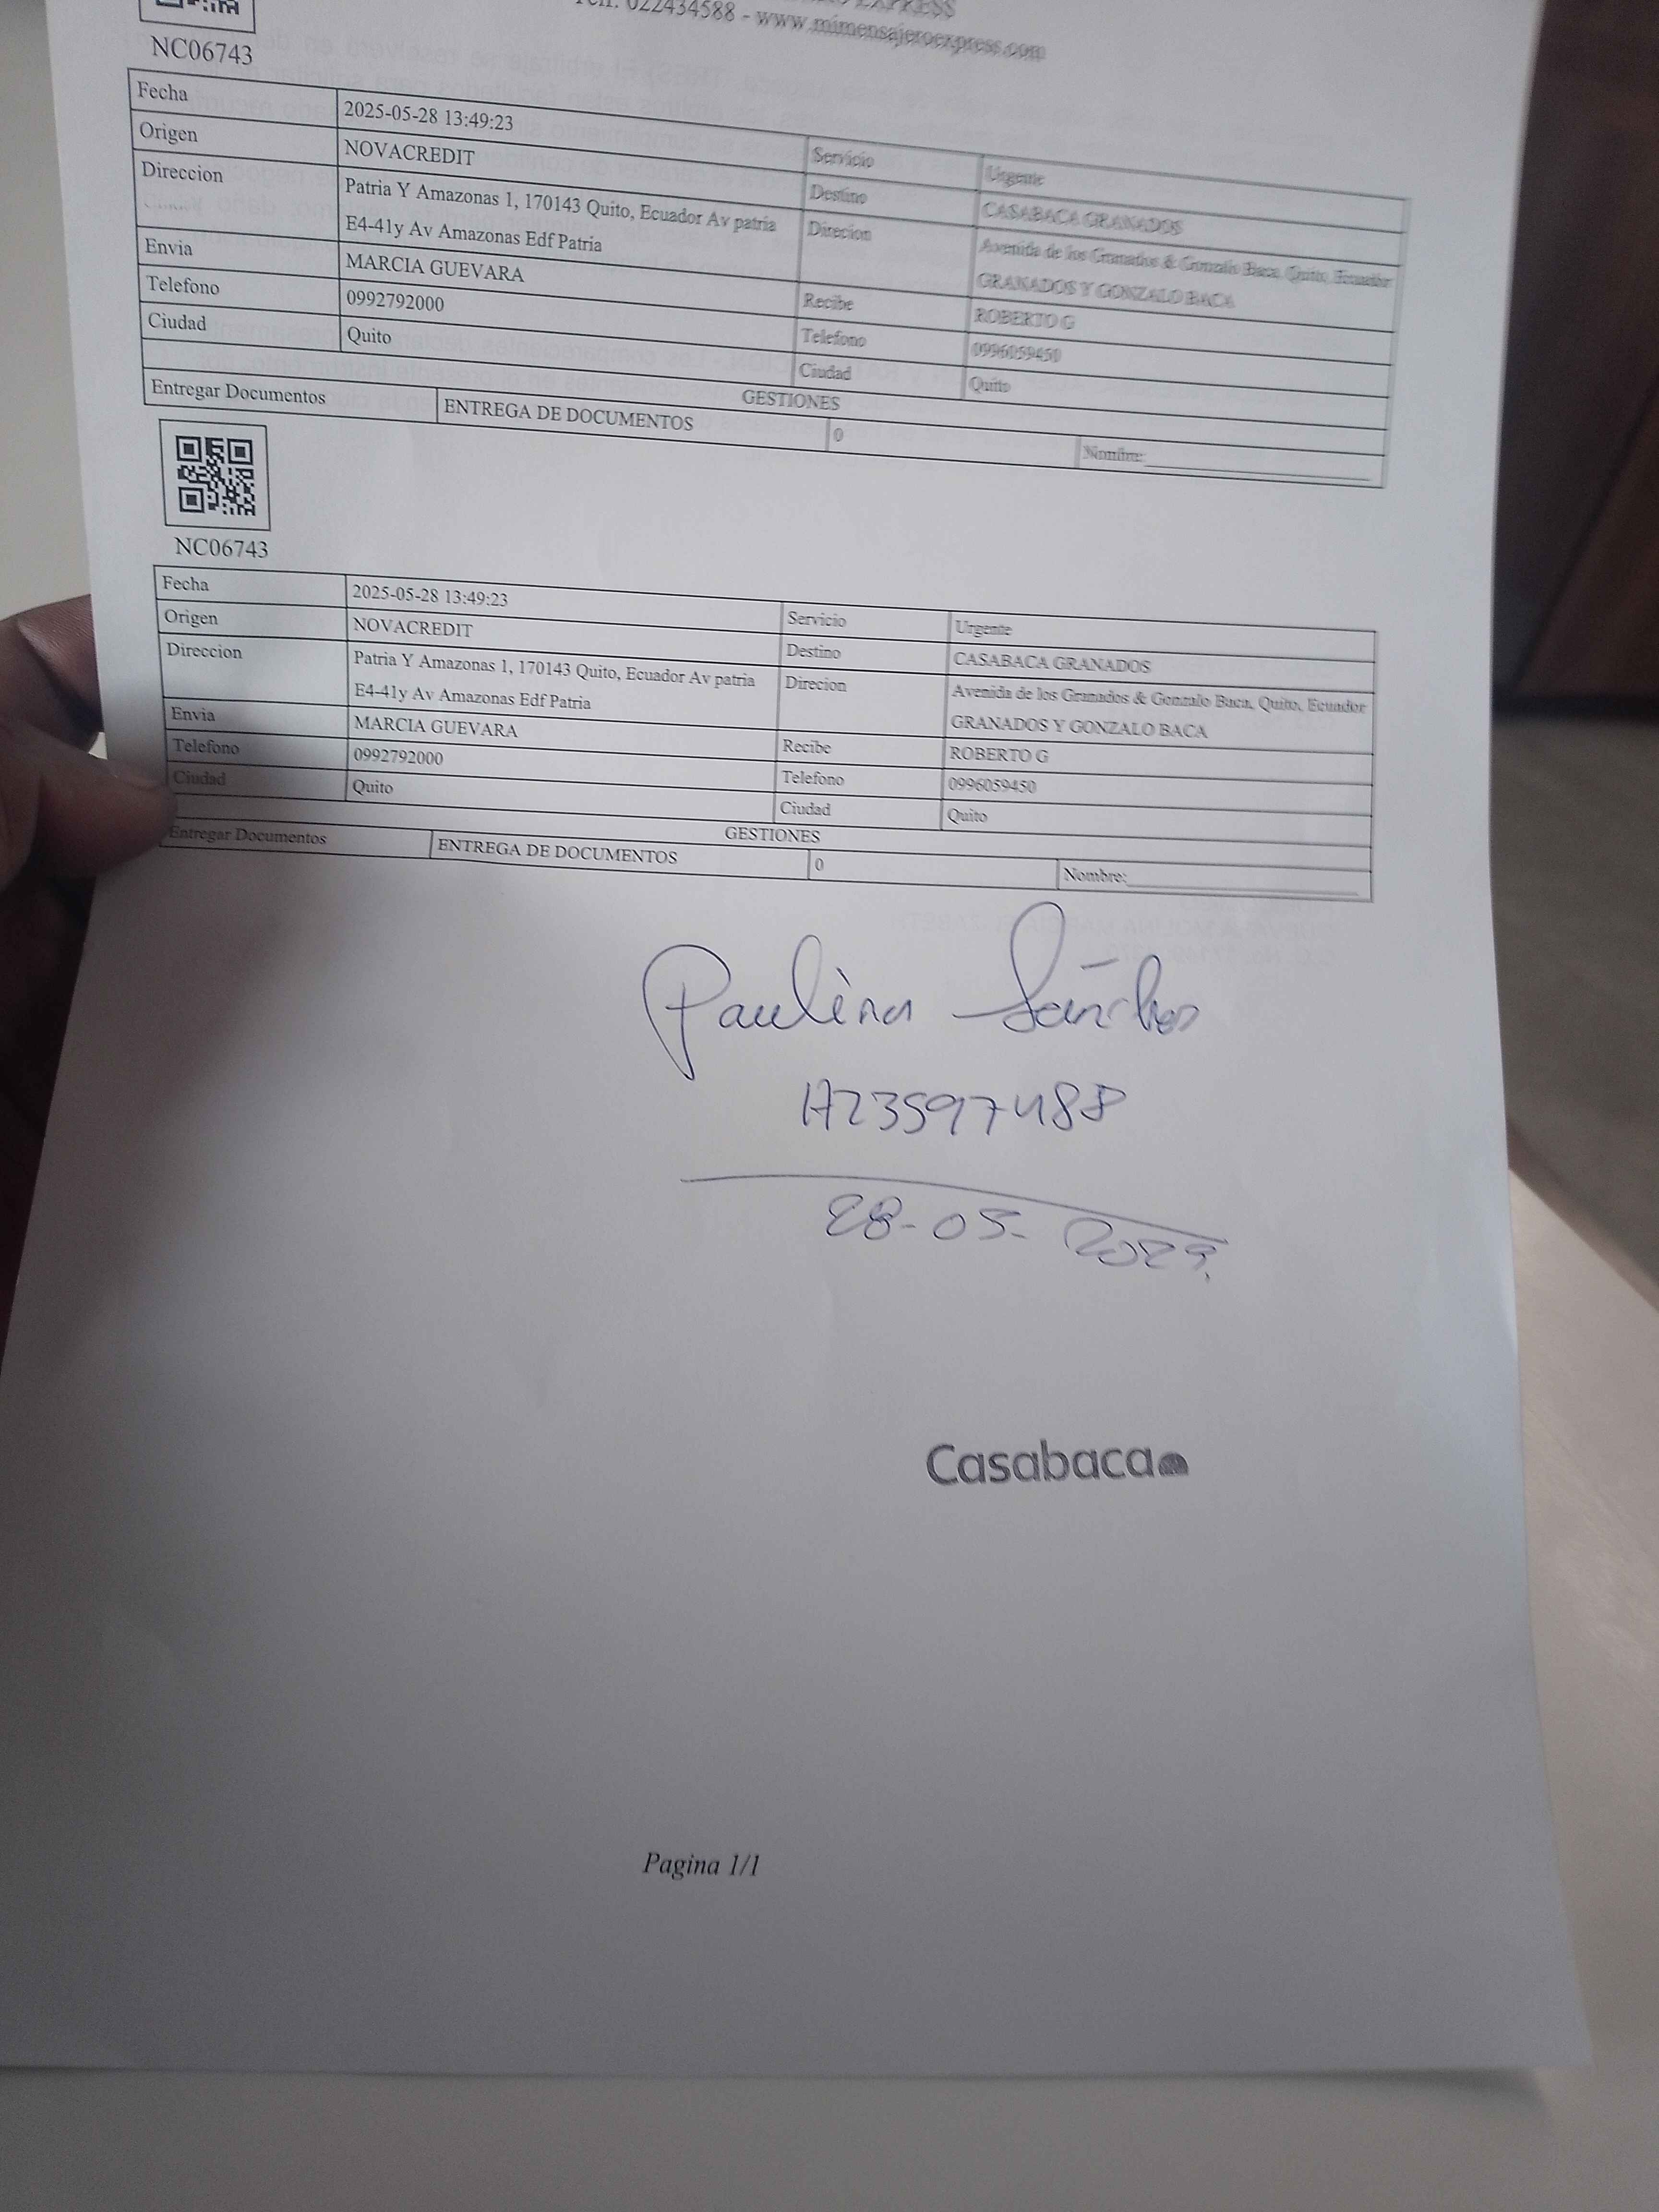 EXPRESS
022434588 - www.mimensajeroexpress.com
NC06743
Fecha 2025-05-28 13:49:23 Servicio Urgente
Origen NOVACREDIT Destino CASABACA GRANADOS
Direccion Patria Y Amazonas 1, 170143 Quito, Ecuador Av patria Direcion Avenida de los Granados & Gonzalo Baca, Quito, Ecuador
E4-41y Av Amazonas Edf Patria GRANADOS Y GONZALO BACA
Envia MARCIA GUEVARA Recibe ROBERTO G
Telefono 0992792000 Telefono 0996059450
Ciudad Quito Ciudad Quito
GESTIONES
Entregar Documentos ENTREGA DE DOCUMENTOS 0 Nombre:
NC06743
Fecha 2025-05-28 13:49:23 Servicio Urgente
Origen NOVACREDIT Destino CASABACA GRANADOS
Direccion Patria Y Amazonas 1, 170143 Quito, Ecuador Av patria Direcion Avenida de los Granados & Gonzalo Baca, Quito, Ecuador
E4-41y Av Amazonas Edf Patria GRANADOS Y GONZALO BACA
Envia MARCIA GUEVARA Recibe ROBERTO G
Telefono 0992792000 Telefono 0996059450
Ciudad Quito Ciudad Quito
GESTIONES
Entregar Documentos ENTREGA DE DOCUMENTOS 0 Nombre:
Paulina Sánchez
1723597488
28-05-
Casabaca
Pagina 1/1